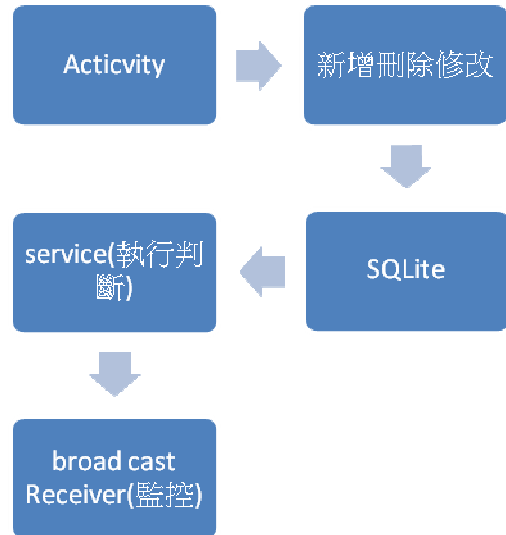 Acticvity
新增刪除修改
SQLite
service(執行判
斷)
broad cast
Receiver(監控)